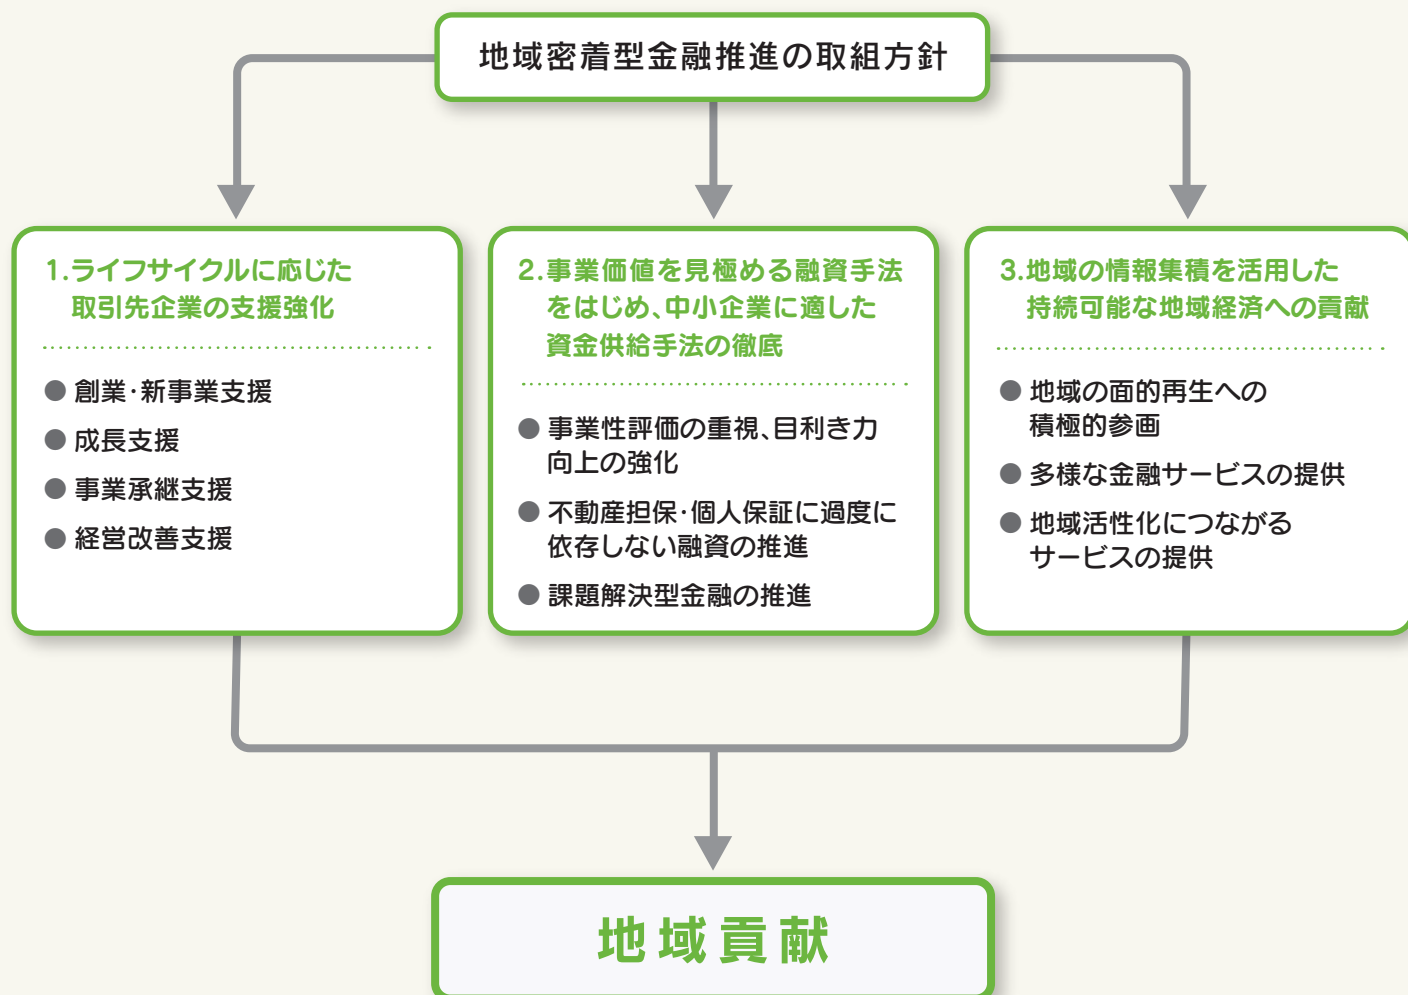 地域密着型金融推進の取組方針
1.ライフサイクルに応じた
取引先企業の支援強化
● 創業・新事業支援
● 成長支援
● 事業承継支援
● 経営改善支援
2.事業価値を見極める融資手法
をはじめ、中小企業に適した
資金供給手法の徹底
● 事業性評価の重視、目利き力
向上の強化
● 不動産担保・個人保証に過度に
依存しない融資の推進
● 課題解決型金融の推進
3.地域の情報集積を活用した
持続可能な地域経済への貢献
● 地域の面的再生への
積極的参画
● 多様な金融サービスの提供
● 地域活性化につながる
サービスの提供
地域貢献